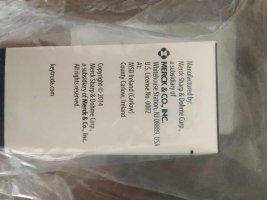 Manufactured by:
Merck Sharp & Dohme Corp.,
a subsidiary of
MERCK & CO., INC.
Whitehouse Station, NJ 08889, USA
U.S. License No. 0002
At:
MSD Ireland (Carlow)
County Carlow, Ireland
Copyright © 2014
Merck Sharp & Dohme Corp.,
a subsidiary of Merck & Co., Inc.
All rights reserved.
keytruda.com